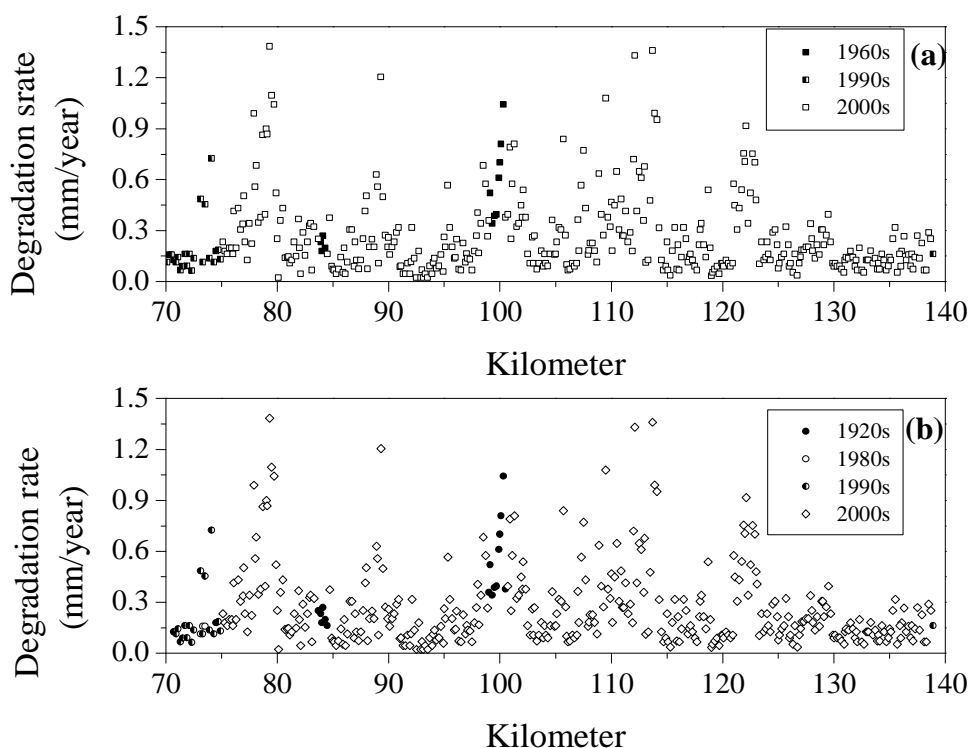 (a)
1960s
1990s
2000s
Degradation srate
(mm/year)
1.5
1.2
0.9
0.6
0.3
0.0
70 80 90 100 110 120 130 140
Kilometer
(b)
1920s
1980s
1990s
2000s
Degradation rate
(mm/year)
1.5
1.2
0.9
0.6
0.3
0.0
70 80 90 100 110 120 130 140
Kilometer